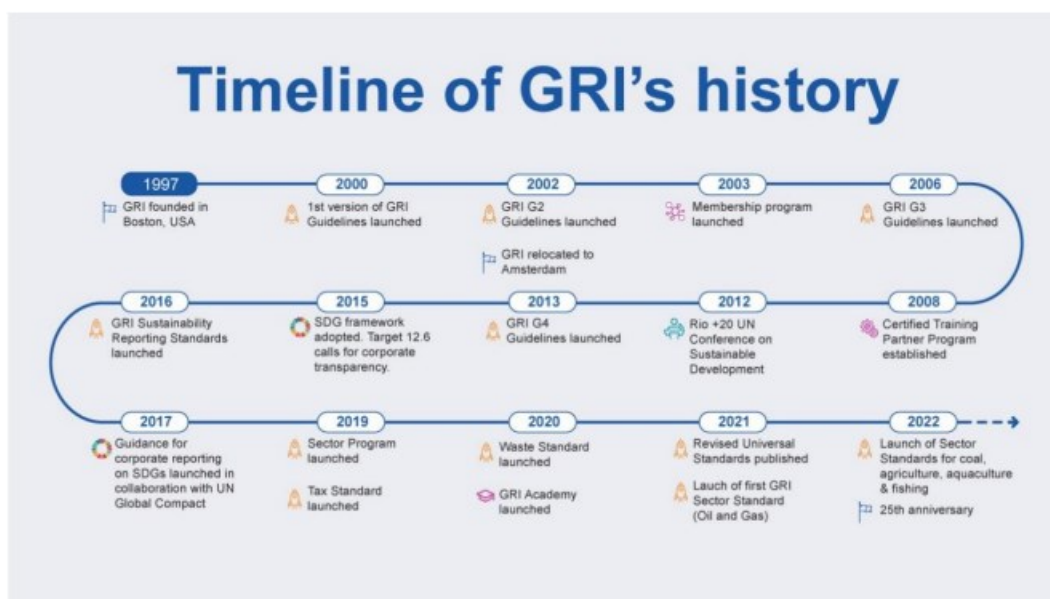 Timeline of GRI's history
1997
GRI founded in
Boston, USA
2000
1st version of GRI
Guidelines launched
2002
GRI G2
Guidelines launched
GRI relocated to
Amsterdam
2003
Membership program
launched
2006
GRI G3
Guidelines launched
2008
Certified Training
Partner Program
established
2012
Rio +20 UN
Conference on
Sustainable
Development
2013
GRI G4
Guidelines launched
2015
SDG framework
adopted. Target 12.6
calls for corporate
transparency.
2016
GRI Sustainability
Reporting Standards
launched
2017
Guidance for
corporate reporting
on SDGs launched in
collaboration with UN
Global Compact
2019
Sector Program
launched
Tax Standard
launched
2020
Waste Standard
launched
GRI Academy
launched
2021
Revised Universal
Standards published
Lauch of first GRI
Sector Standard
(Oil and Gas)
2022
Launch of Sector
Standards for coal,
agriculture, aquaculture
& fishing
25th anniversary